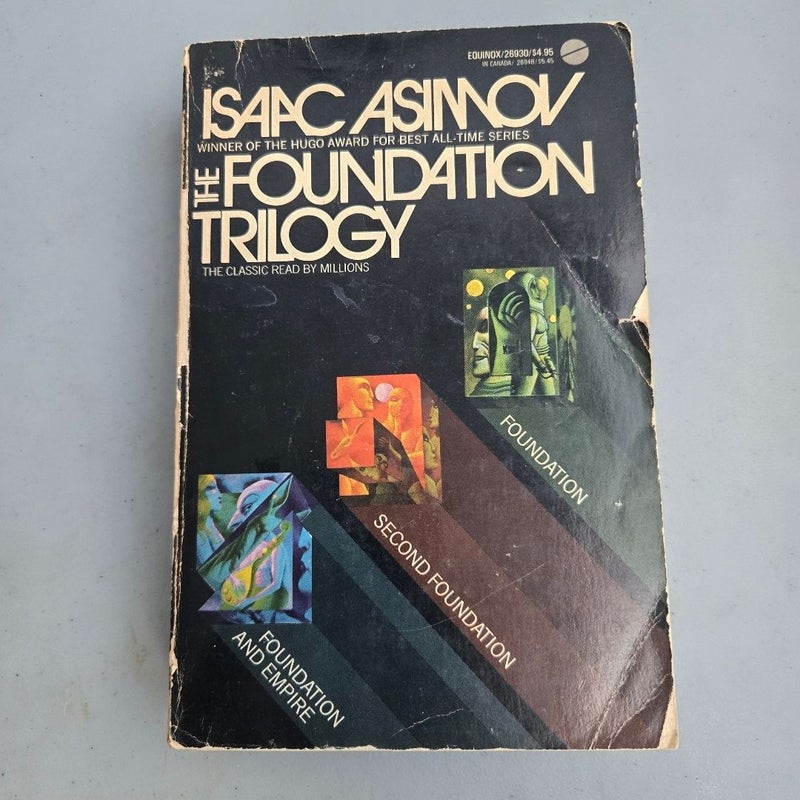 EQUINOX/26930/$4.95
IN CANADA/ 26948/$5.45
ISAAC ASIMOV
WINNER OF THE HUGO AWARD FOR BEST ALL-TIME SERIES
THE FOUNDATION
TRILOGY
THE CLASSIC READ BY MILLIONS
FOUNDATION
SECOND FOUNDATION
FOUNDATION
AND EMPIRE